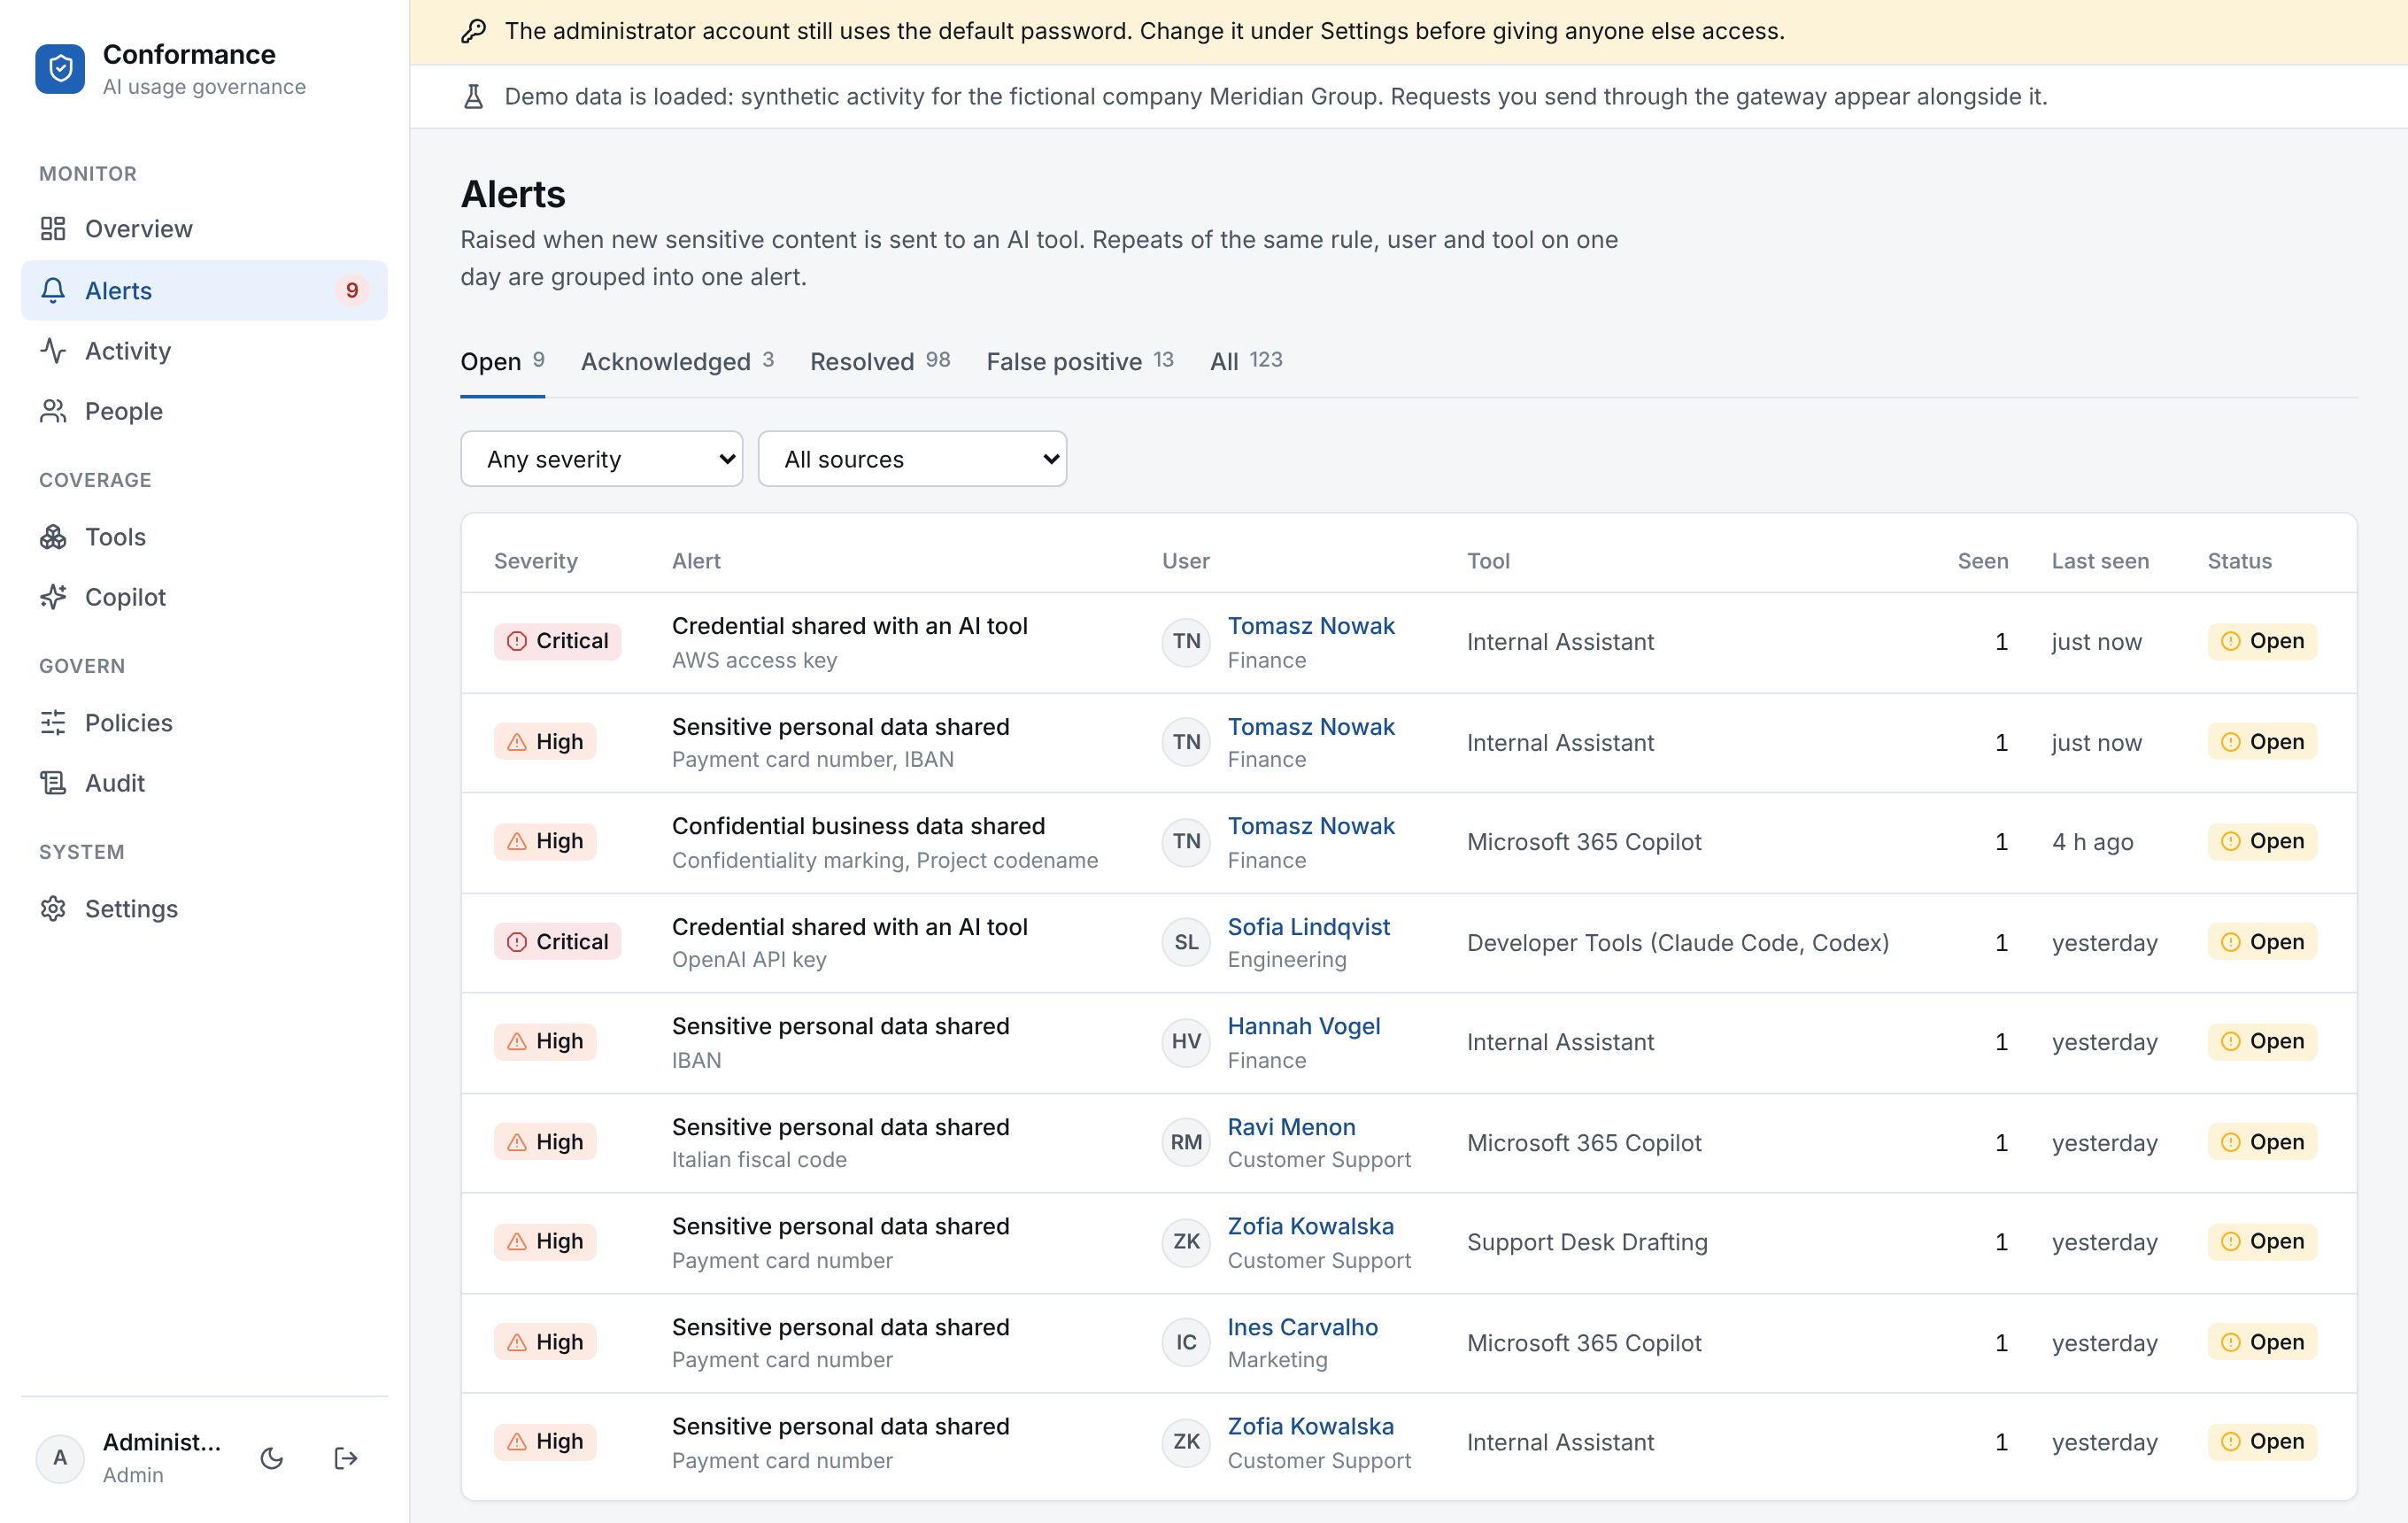 Conformance
AI usage governance
MONITOR
Overview
Alerts 9
Activity
People
COVERAGE
Tools
Copilot
GOVERN
Policies
Audit
SYSTEM
Settings
A
Administ...
Admin
The administrator account still uses the default password. Change it under Settings before giving anyone else access.
Demo data is loaded: synthetic activity for the fictional company Meridian Group. Requests you send through the gateway appear alongside it.
Alerts
Raised when new sensitive content is sent to an AI tool. Repeats of the same rule, user and tool on one
day are grouped into one alert.
Open 9 Acknowledged 3 Resolved 98 False positive 13 All 123
Any severity All sources
Severity Alert User Tool Seen Last seen Status
Critical Credential shared with an AI tool TN Tomasz Nowak Internal Assistant 1 just now Open
AWS access key Finance
High Sensitive personal data shared TN Tomasz Nowak Internal Assistant 1 just now Open
Payment card number, IBAN Finance
High Confidential business data shared TN Tomasz Nowak Microsoft 365 Copilot 1 4 h ago Open
Confidentiality marking, Project codename Finance
Critical Credential shared with an AI tool SL Sofia Lindqvist Developer Tools (Claude Code, Codex) 1 yesterday Open
OpenAI API key Engineering
High Sensitive personal data shared HV Hannah Vogel Internal Assistant 1 yesterday Open
IBAN Finance
High Sensitive personal data shared RM Ravi Menon Microsoft 365 Copilot 1 yesterday Open
Italian fiscal code Customer Support
High Sensitive personal data shared ZK Zofia Kowalska Support Desk Drafting 1 yesterday Open
Payment card number Customer Support
High Sensitive personal data shared IC Ines Carvalho Microsoft 365 Copilot 1 yesterday Open
Payment card number Marketing
High Sensitive personal data shared ZK Zofia Kowalska Internal Assistant 1 yesterday Open
Payment card number Customer Support